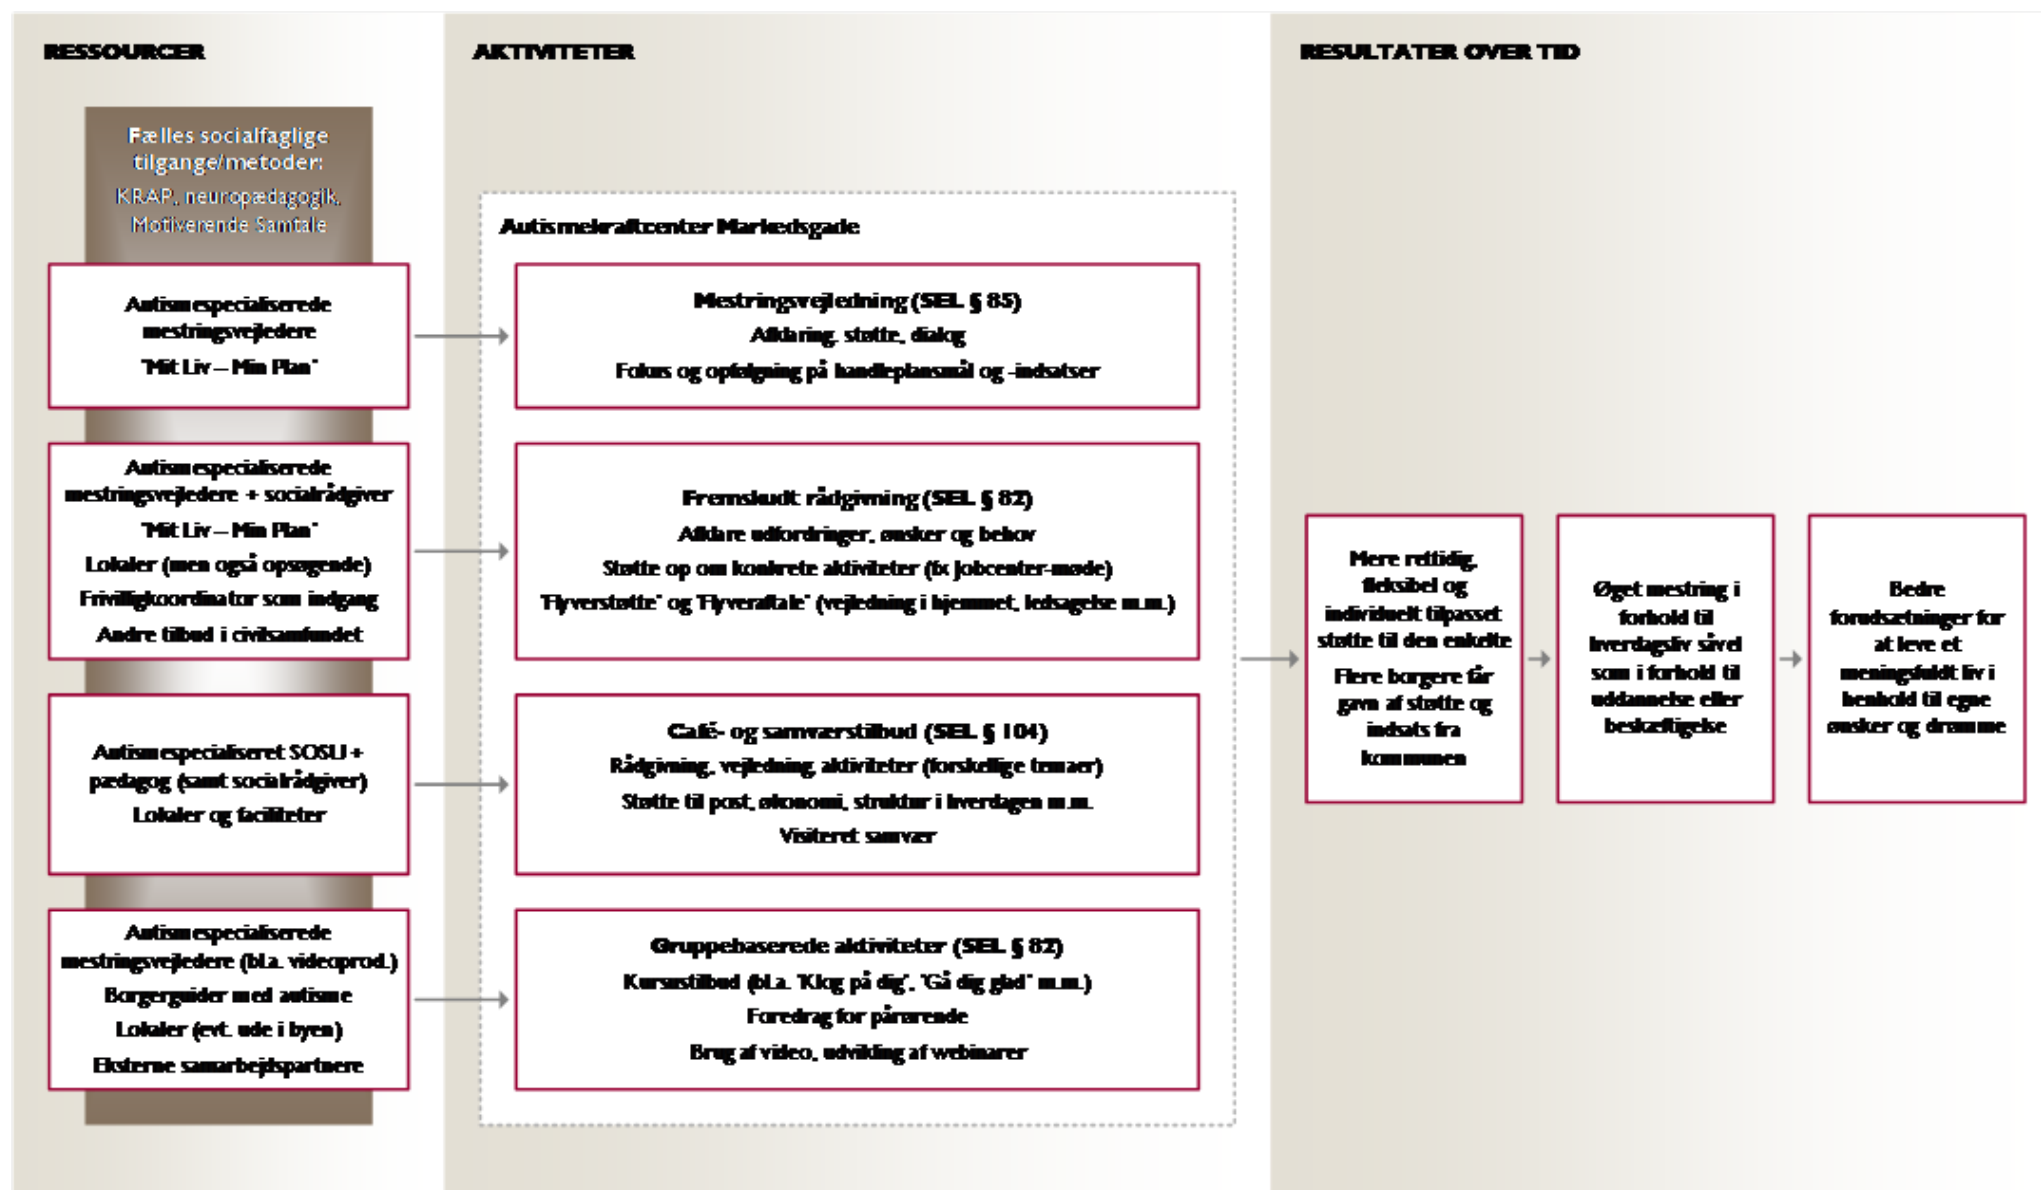 RESSOURCER
Fælles socialfaglige
tilgange/metoder:
KRAP, neuropædagogik,
Motiverende Samtale
Autismespecialiserede
mestringsvejledere
"Mit Liv – Min Plan"
Autismespecialiserede
mestringsvejledere + socialrådgiver
"Mit Liv – Min Plan"
Lokaler (men også opsøgende)
Frivilligkoordinator som indgang
Andre tilbud i civilsamfundet
Autismespecialiseret SOSU +
pædagog (samt socialrådgiver)
Lokaler og faciliteter
Autismespecialiserede
mestringsvejledere (bl.a. videoprod.)
Borgerguider med autisme
Lokaler (evt. ude i byen)
Eksterne samarbejdspartnere
AKTIVITETER
Autismekraftcenter Markedsgade
Mestringsvejledning (SEL § 85)
Afklaring, støtte, dialog
Fokus og opfølgning på handleplansmål og -indsatser
Fremskudt rådgivning (SEL § 82)
Afklare udfordringer, ønsker og behov
Støtte op om konkrete aktiviteter (fx jobcenter-møde)
"Flyverstøtte" og "Flyveraftale" (vejledning i hjemmet, ledsagelse m.m.)
Café- og samværstilbud (SEL § 104)
Rådgivning, vejledning, aktiviteter (forskellige temaer)
Støtte til post, økonomi, struktur i hverdagen m.m.
Visiteret samvær
Gruppebaserede aktiviteter (SEL § 82)
Kursustilbud (bl.a. "Klog på dig", "Gå dig glad" m.m.)
Foredrag for pårørende
Brug af video, udvikling af webinarer
RESULTATER OVER TID
Mere rettidig,
fleksibel og
individuelt tilpasset
støtte til den enkelte
Flere borgere får
gavn af støtte og
indsats fra
kommunen
Øget mestring i
forhold til
hverdagsliv såvel
som i forhold til
uddannelse eller
beskæftigelse
Bedre
forudsætninger for
at leve et
meningsfuldt liv i
henhold til egne
ønsker og drømme